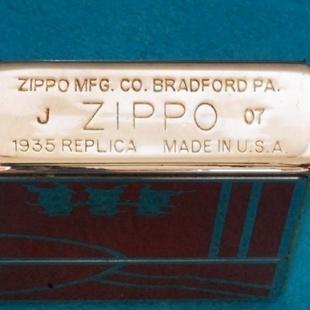 ZIPPO MFG. CO. BRADFORD PA.
J ZIPPO 07
1935 REPLICA MADE IN U.S.A.